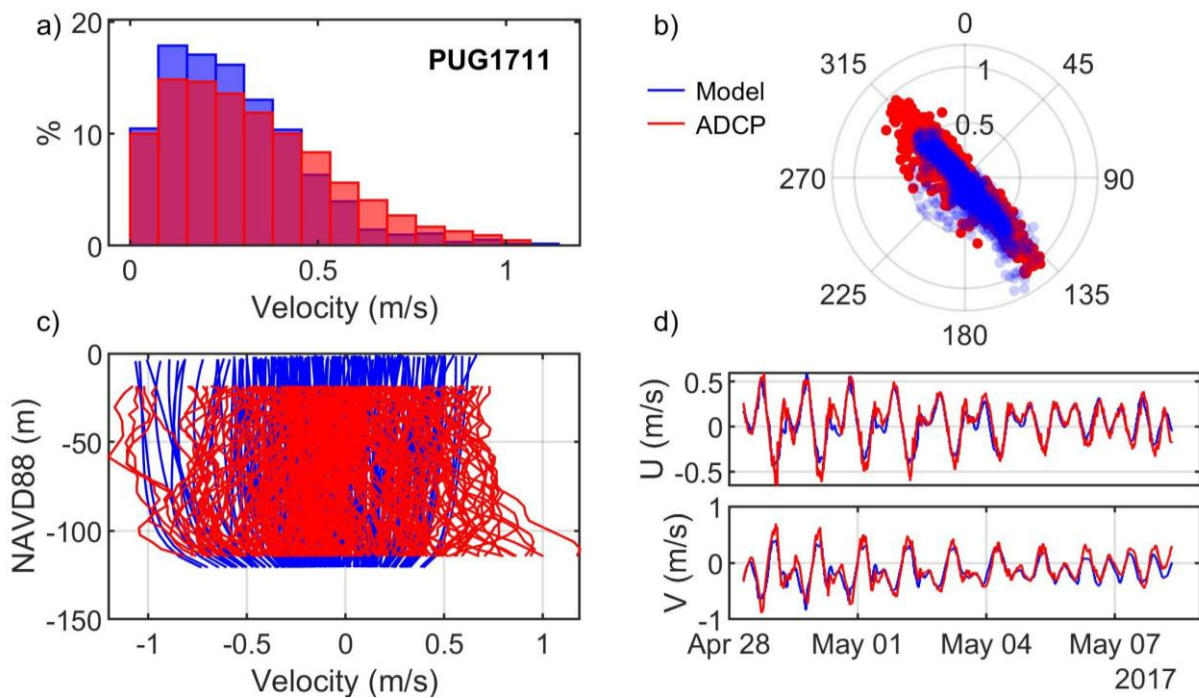 a)
20
10
0
%
PUG1711
0
0.5
1
Velocity (m/s)
b)
Model
ADCP
0
45
90
135
180
225
270
315
0.5
1
c)
0
-50
-100
-150
NAVD88 (m)
-1
-0.5
0
0.5
1
Velocity (m/s)
d)
0.5
0
-0.5
U (m/s)
1
0
-1
V (m/s)
Apr 28
May 01
May 04
May 07
2017